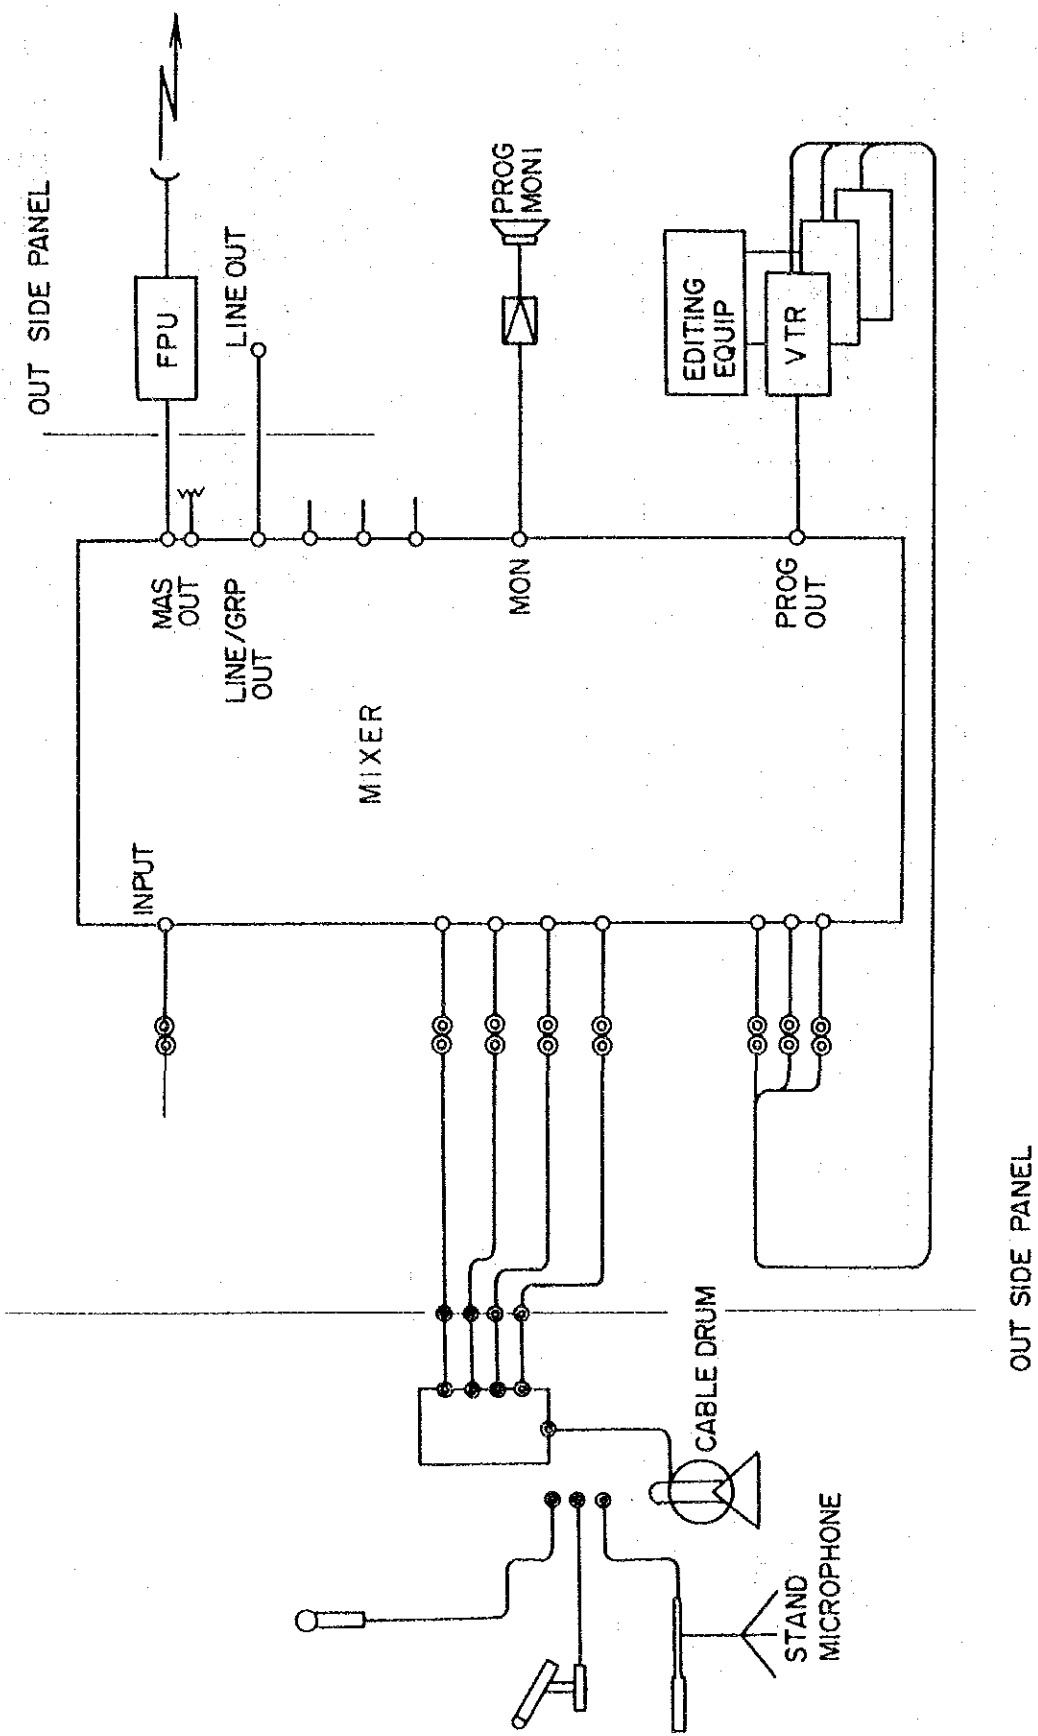 OUT SIDE PANEL
FPU
LINE OUT
PROG
MONI
EDITING
EQUIP
VTR
MAS
OUT
LINE/GRP
OUT
MON
PROG
OUT
MIXER
INPUT
CABLE DRUM
STAND
MICROPHONE
OUT SIDE PANEL